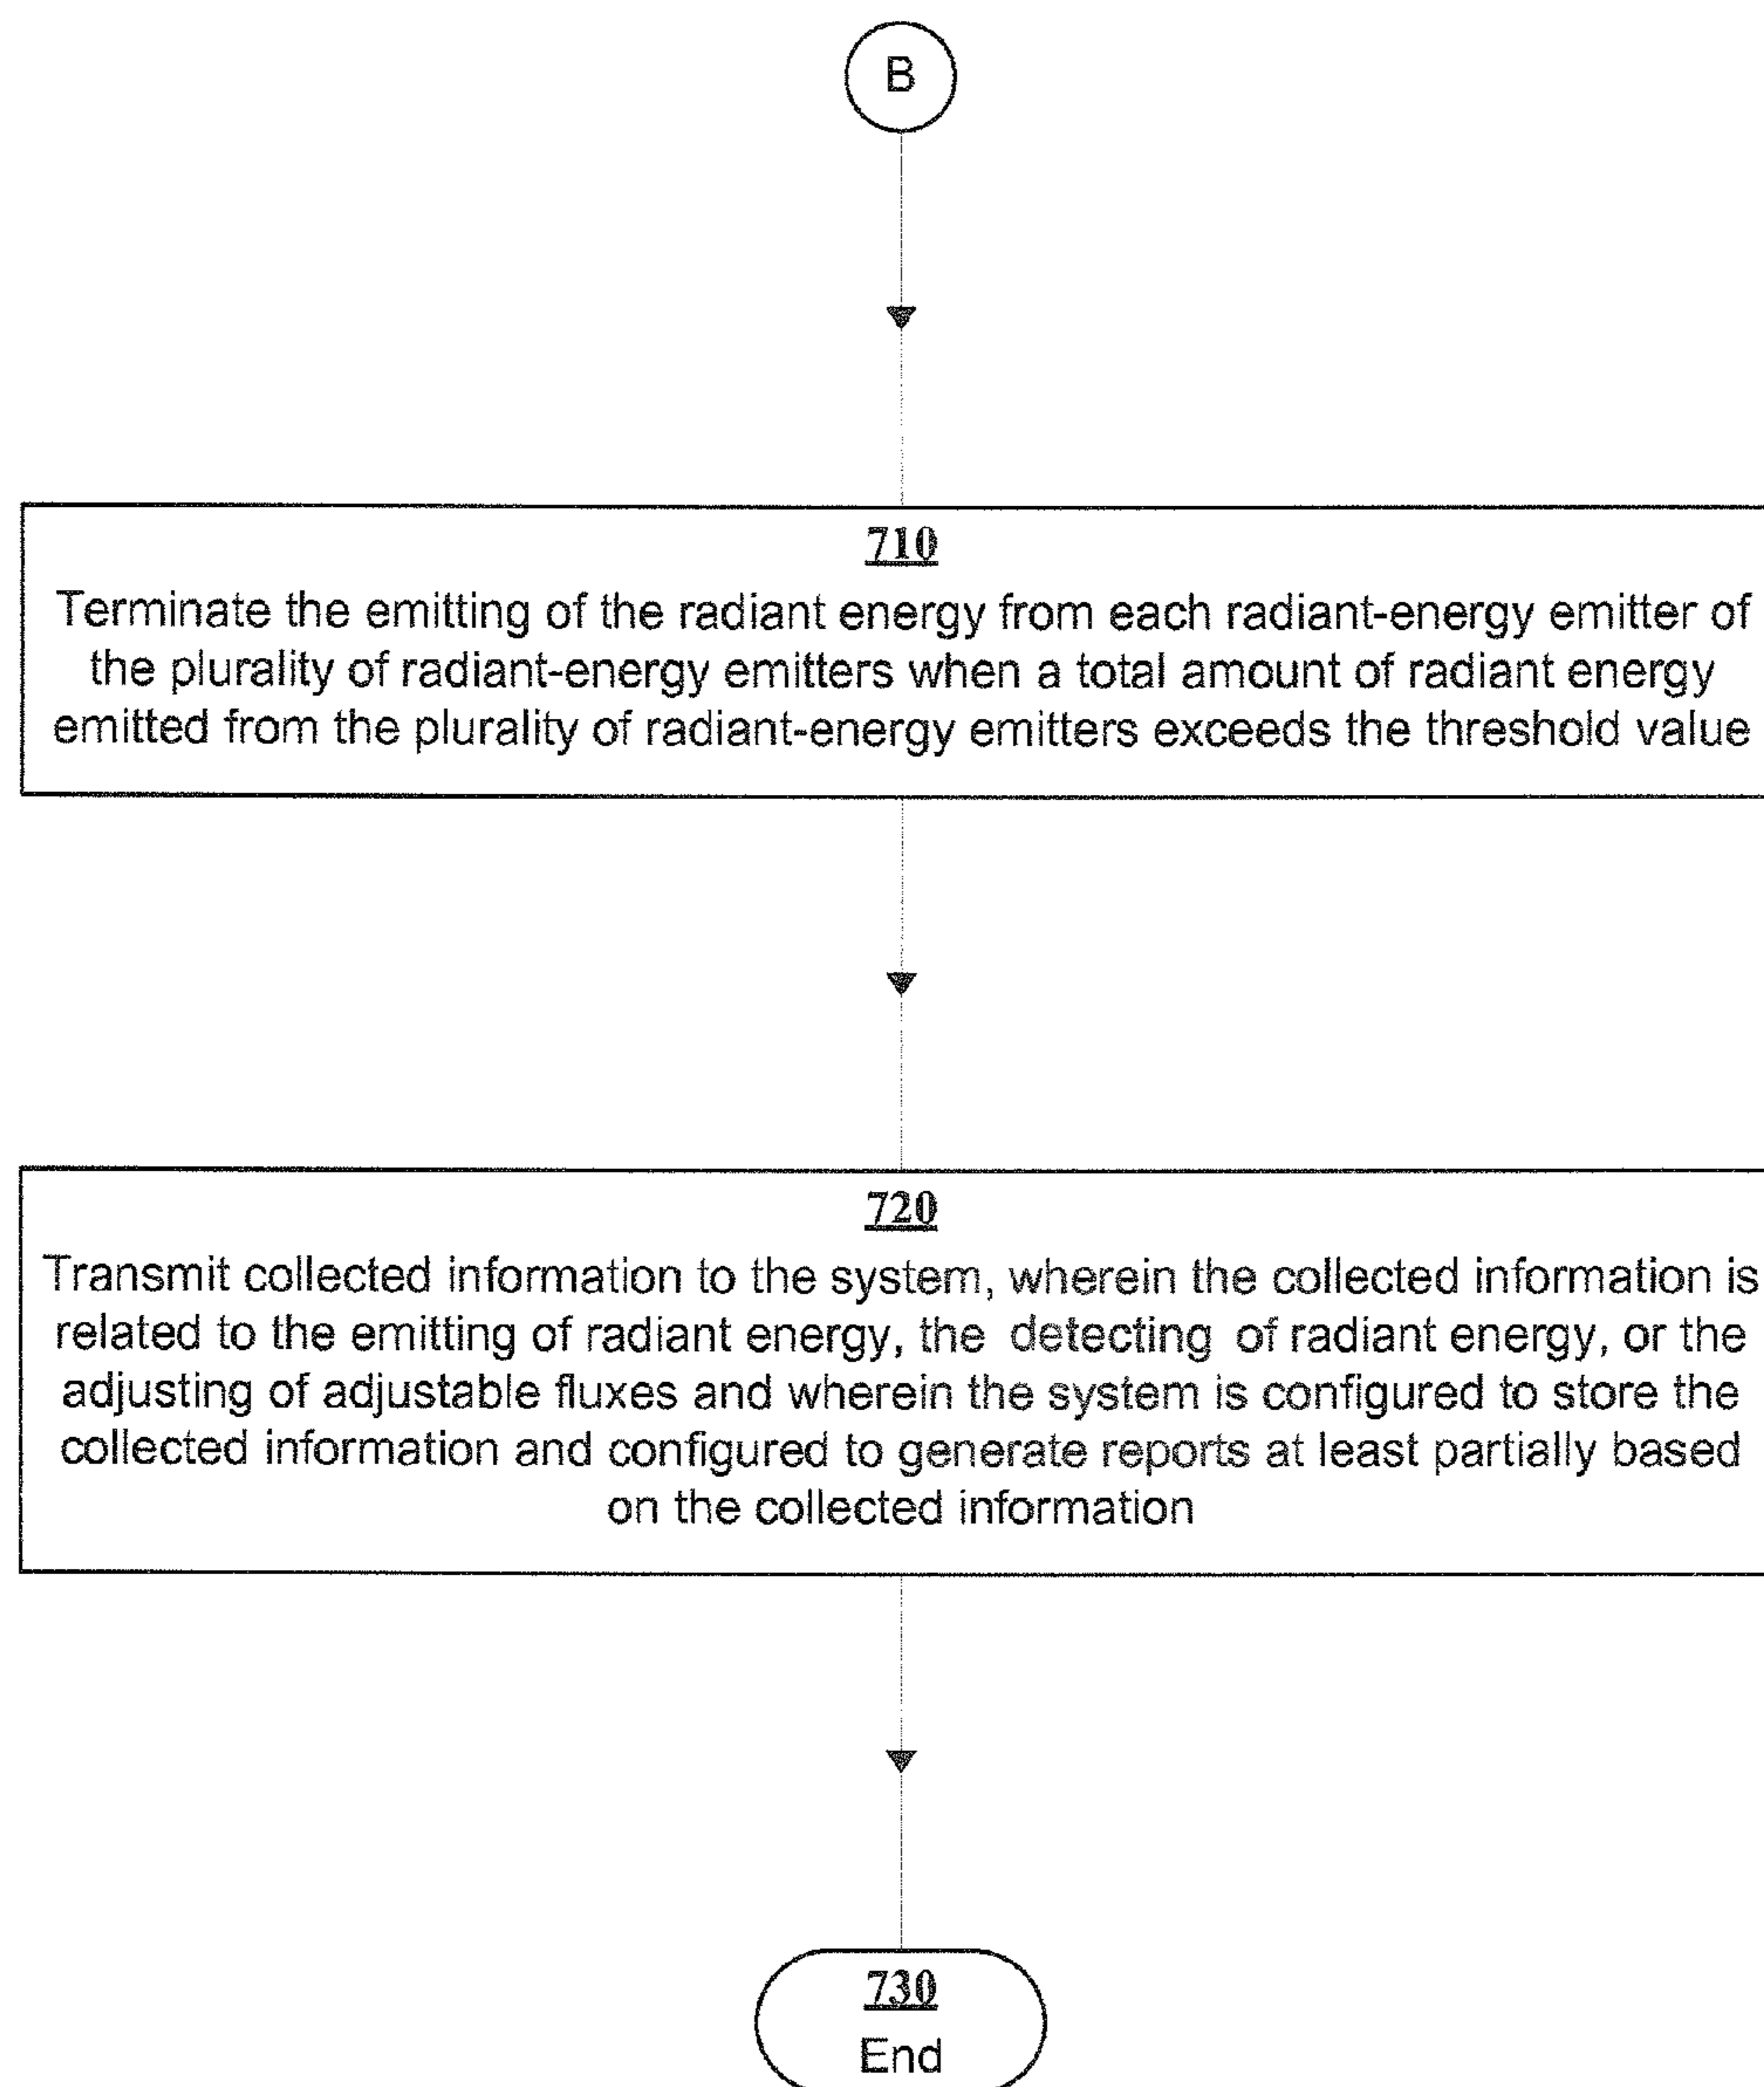 B
710
Terminate the emitting of the radiant energy from each radiant-energy emitter of
the plurality of radiant-energy emitters when a total amount of radiant energy
emitted from the plurality of radiant-energy emitters exceeds the threshold value
720
Transmit collected information to the system, wherein the collected information is
related to the emitting of radiant energy, the detecting of radiant energy, or the
adjusting of adjustable fluxes and wherein the system is configured to store the
collected information and configured to generate reports at least partially based
on the collected information
730
End